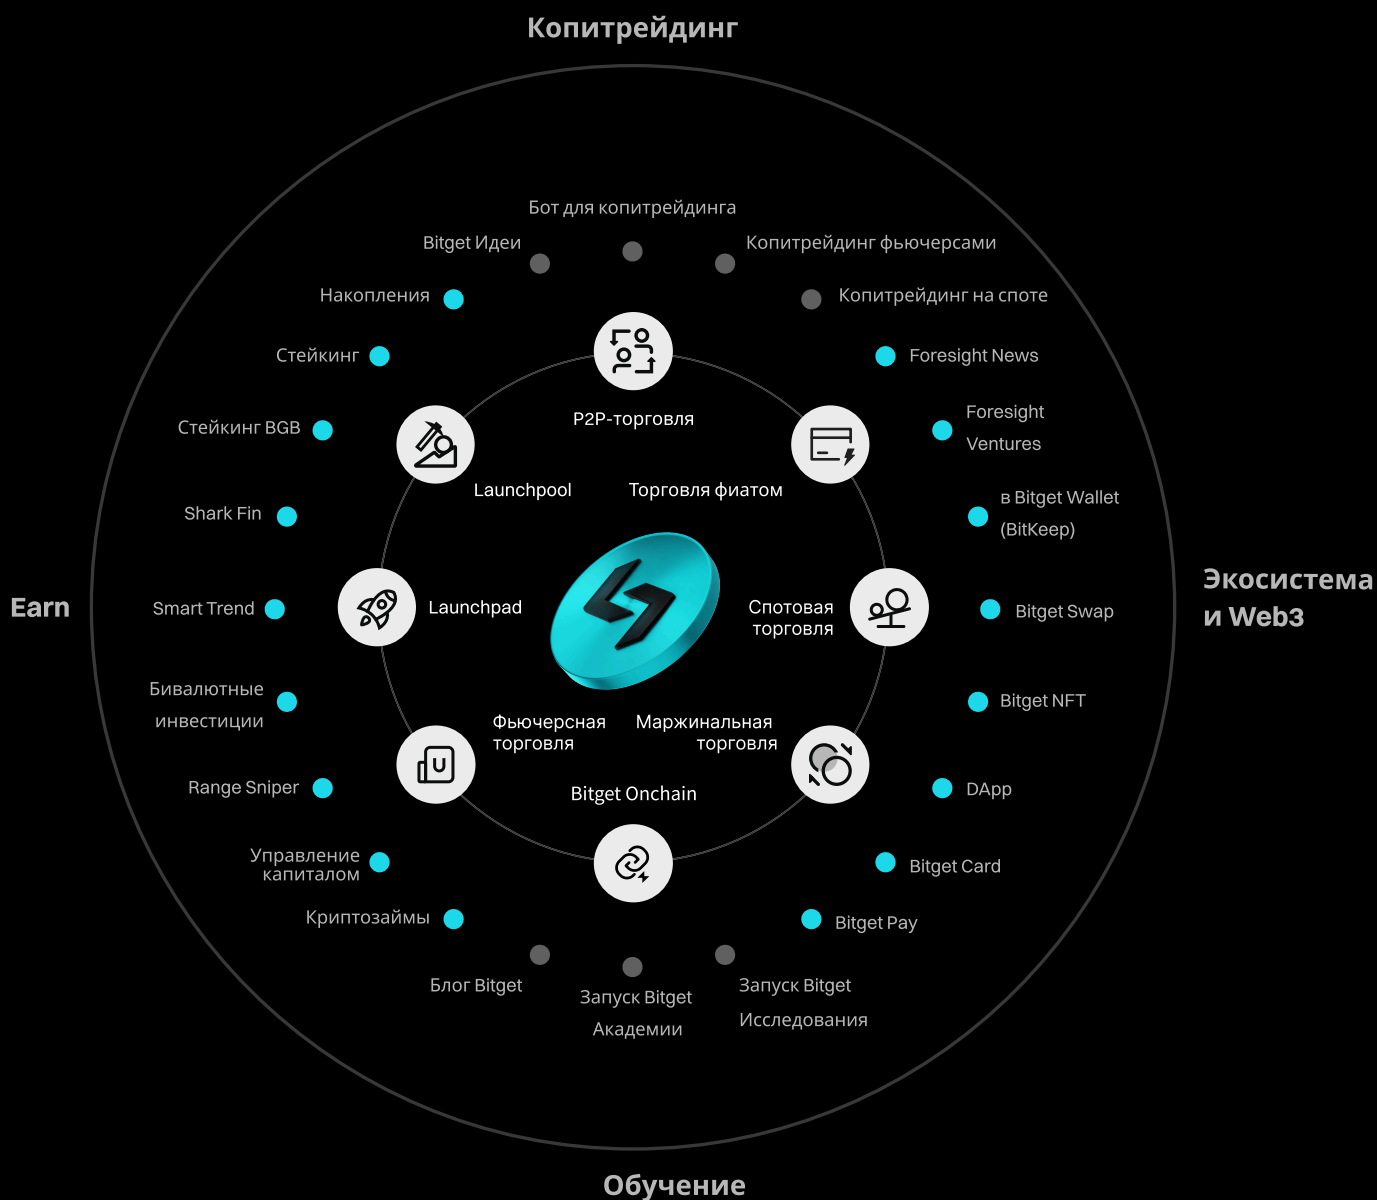 Копитрейдинг
Бот для копитрейдинга
Bitget Идеи
Копитрейдинг фьючерсами
Накопления
Копитрейдинг на споте
Стейкинг
Foresight News
P2P-торговля
Foresight
Ventures
Стейкинг BGB
Launchpool
Торговля фиатом
в Bitget Wallet
(BitKeep)
Shark Fin
Earn
Smart Trend
Launchpad
Спотовая
торговля
Bitget Swap
Экосистема
и Web3
Бивалютные
инвестиции
Bitget NFT
Фьючерсная
торговля
Маржинальная
торговля
U
Range Sniper
Bitget Onchain
DApp
Управление
капиталом
Bitget Card
Криптозаймы
Bitget Pay
Блог Bitget
Запуск Bitget
Академии
Запуск Bitget
Исследования
Обучение